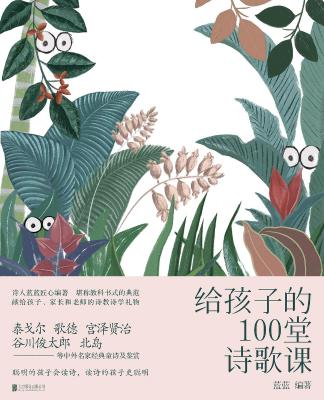 诗人蓝蓝匠心编著 堪称教科书式的典范
献给孩子、家长和老师的诗教诗学礼物
泰戈尔 歌德 宫泽贤治
谷川俊太郎 北岛
等中外名家经典童诗及鉴赏
聪明的孩子会读诗，读诗的孩子更聪明
给孩子的
100堂
诗歌课
蓝蓝 编著